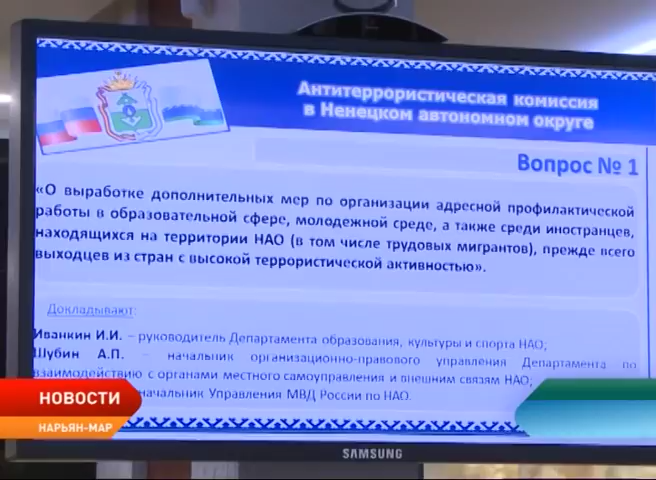 Антитеррористическая комиссия
в Ненецком автономном округе
Вопрос № 1
«О выработке дополнительных мер по организации адресной профилактической
работы в образовательной сфере, молодежной среде, а также среди иностранцев,
находящихся на территории НАО (в том числе трудовых мигрантов), прежде всего
выходцев из стран с высокой террористической активностью».
Докладывают:
Иванкин И.И. – руководитель Департамента образования, культуры и спорта НАО;
Шубин А.П. – начальник организационно-правового управления Департамента по
взаимодействию с органами местного самоуправления и внешним связям НАО;
начальник Управления МВД России по НАО.
НОВОСТИ
НАРЬЯН-МАР
SAMSUNG